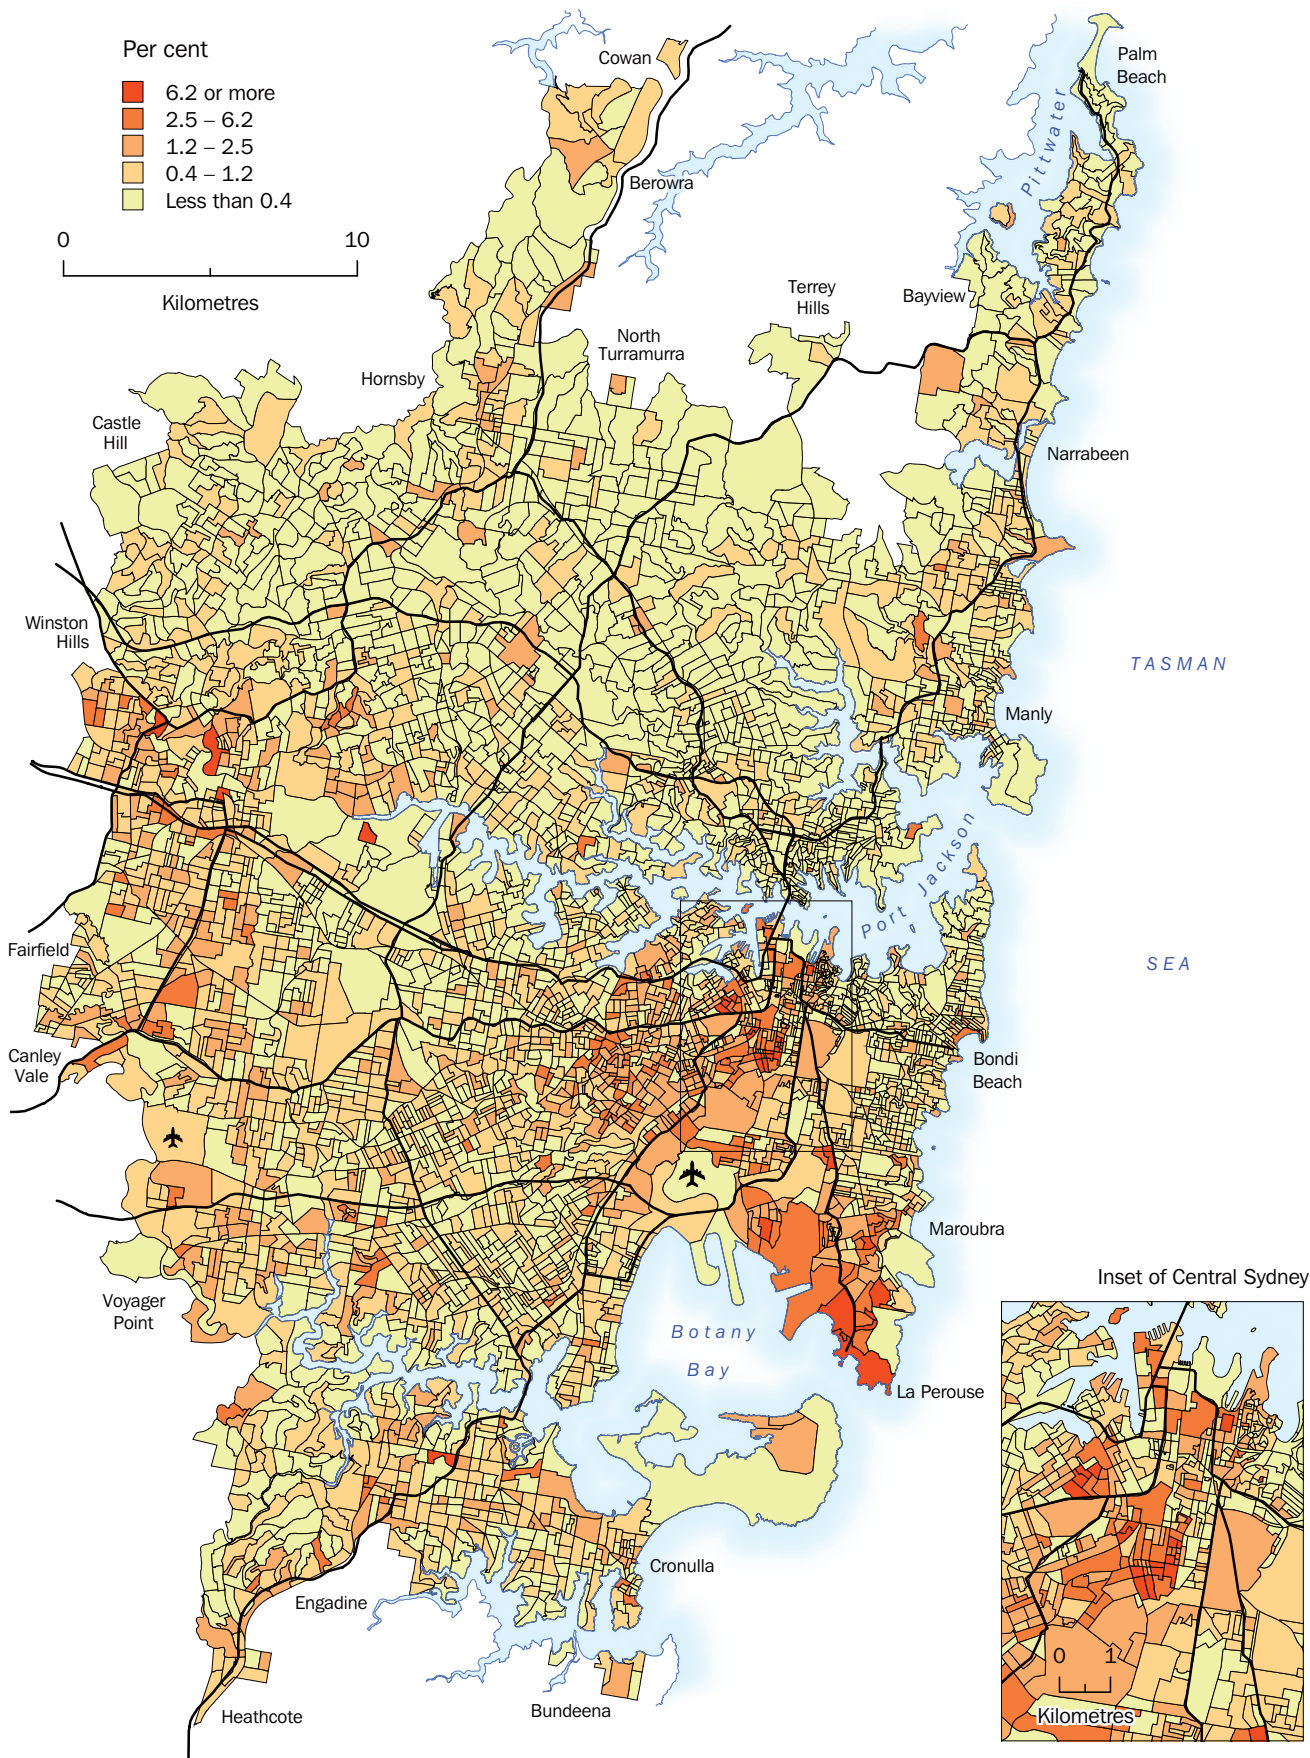 Per cent
6.2 or more
2.5 – 6.2
1.2 – 2.5
0.4 – 1.2
Less than 0.4
0 10
Kilometres
Cowan
Palm
Beach
Pittwater
Berowra
Terrey
Hills
Bayview
North
Turramurra
Hornsby
Castle
Hill
Narrabeen
Winston
Hills
TASMAN
Manly
Port Jackson
Fairfield
SEA
Canley
Vale
Bondi
Beach
Maroubra
Voyager
Point
Botany
Bay
La Perouse
Cronulla
Engadine
Heathcote
Bundeena
Inset of Central Sydney
0 1
Kilometres